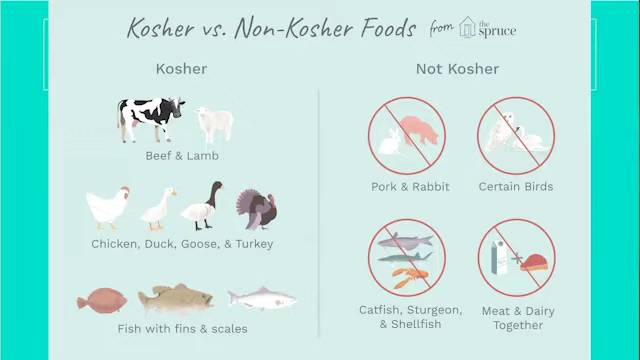 Kosher vs. Non-Kosher Foods from the spruce
Kosher
Not Kosher
Beef & Lamb
Pork & Rabbit
Certain Birds
Chicken, Duck, Goose, & Turkey
Catfish, Sturgeon,
& Shellfish
Meat & Dairy
Together
Fish with fins & scales